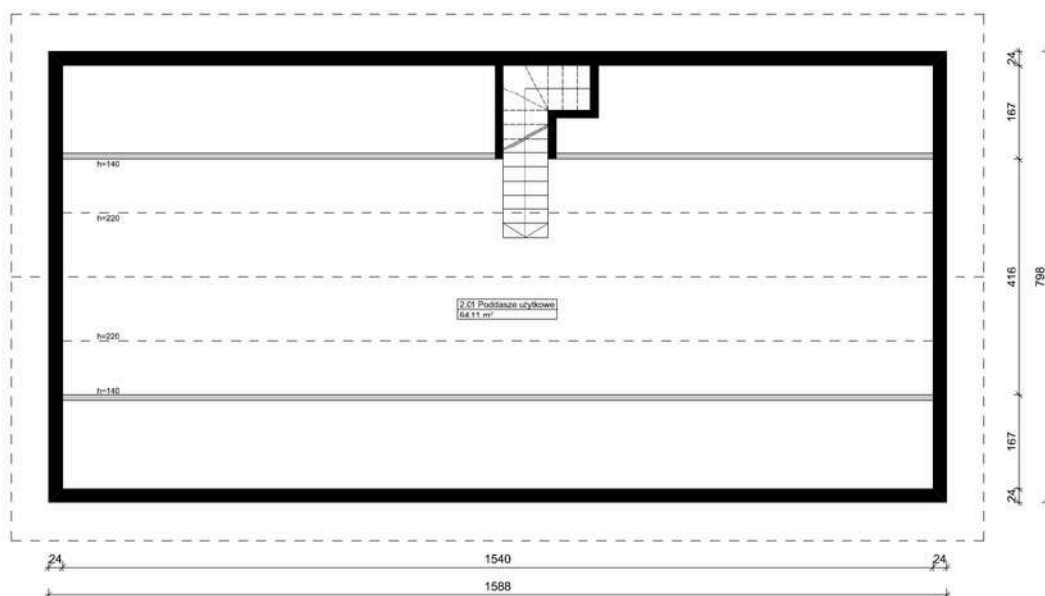 24
167
h=140
h=220
416
798
2.01 Poddasze użytkowe
64.11 m²
h=220
h=140
167
24
24
1540
24
1588